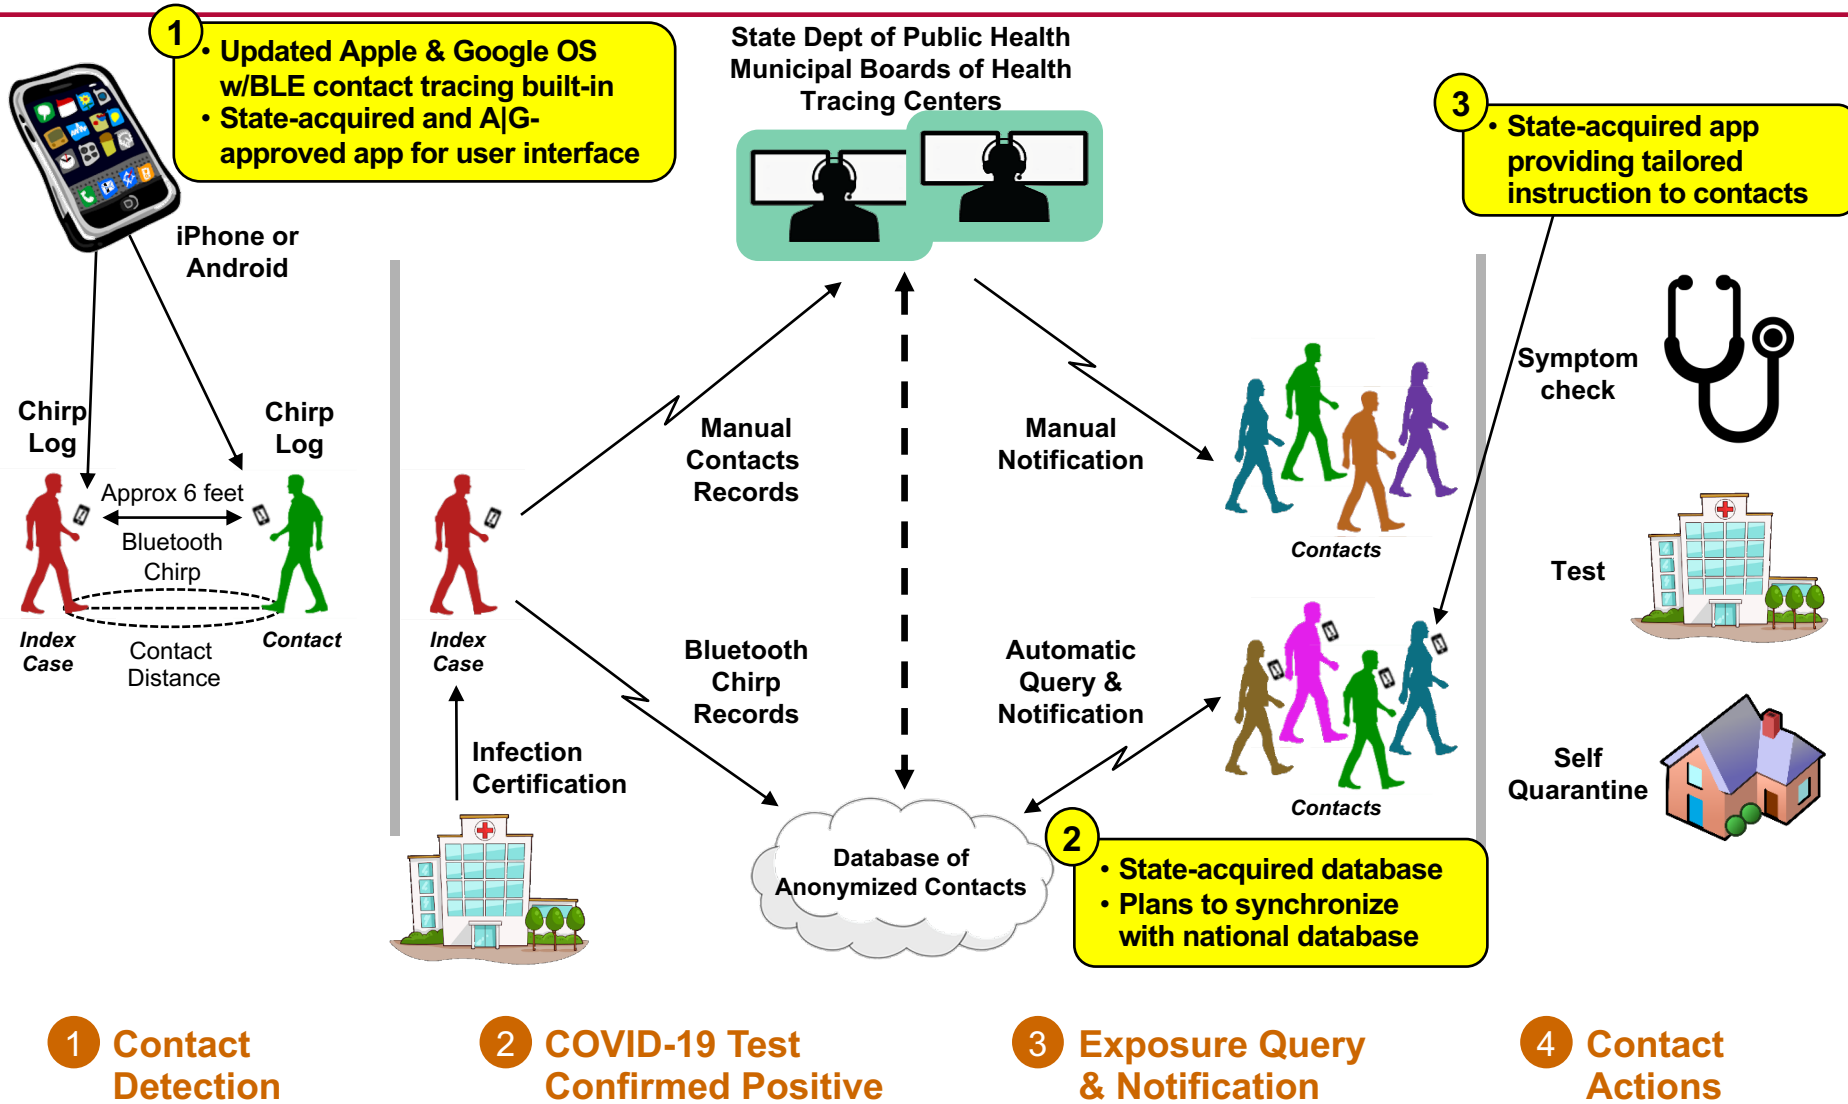 1
• Updated Apple & Google OS
w/BLE contact tracing built-in
• State-acquired and A|G-
approved app for user interface
State Dept of Public Health
Municipal Boards of Health
Tracing Centers
3
• State-acquired app
providing tailored
instruction to contacts
iPhone or
Android
Chirp
Log
Chirp
Log
Approx 6 feet
Bluetooth
Chirp
Index
Case
Contact
Distance
Contact
Index
Case
Infection
Certification
Manual
Contacts
Records
Bluetooth
Chirp
Records
Manual
Notification
Automatic
Query &
Notification
Contacts
Contacts
Database of
Anonymized Contacts
2
• State-acquired database
• Plans to synchronize
with national database
Symptom
check
Test
Self
Quarantine
1 Contact
Detection
2 COVID-19 Test
Confirmed Positive
3 Exposure Query
& Notification
4 Contact
Actions